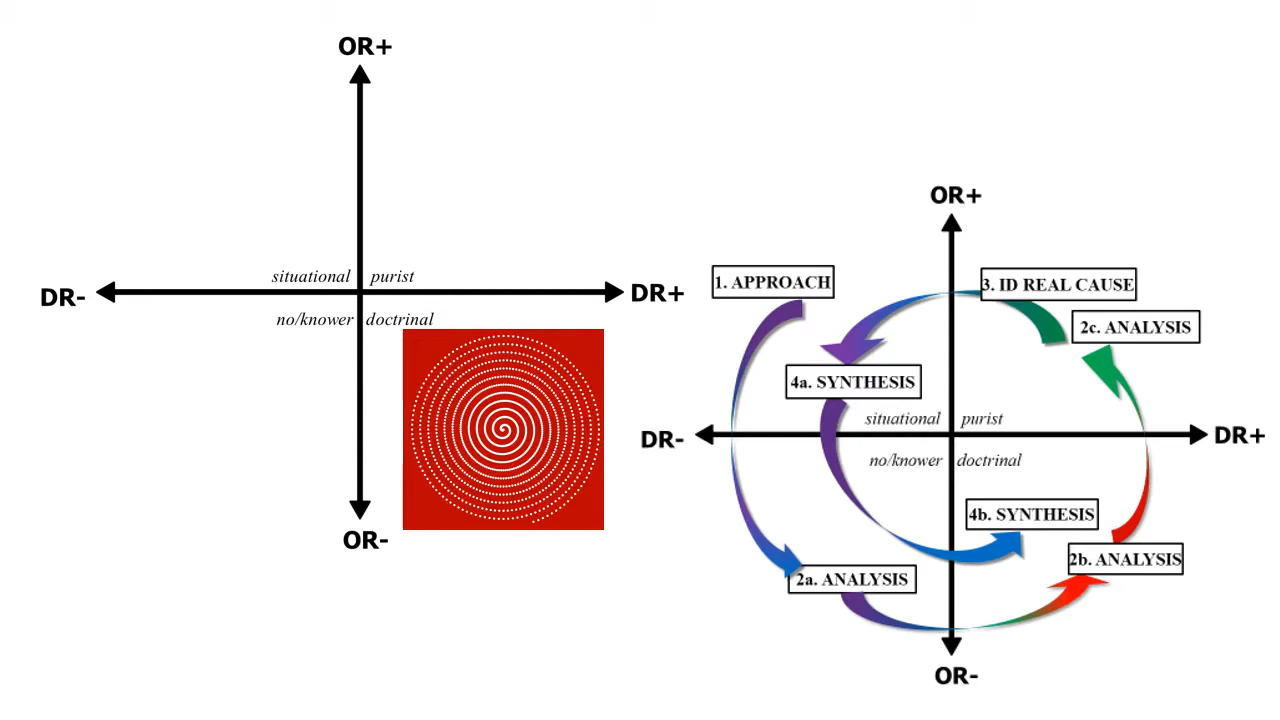 OR+
situational purist
DR- DR+
no/knower doctrinal
OR-
OR+
1. APPROACH
3. ID REAL CAUSE
2c. ANALYSIS
4a. SYNTHESIS
situational purist
DR- DR+
no/knower doctrinal
4b. SYNTHESIS
2b. ANALYSIS
2a. ANALYSIS
OR-